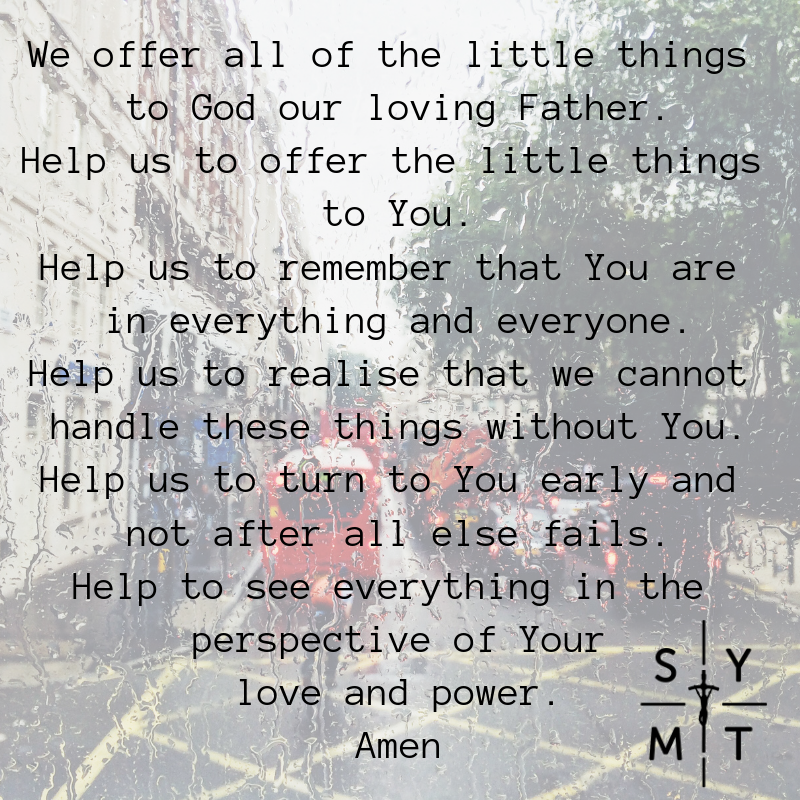 We offer all of the little things
to God our loving Father.
Help us to offer the little things
to You.
Help us to remember that You are
in everything and everyone.
Help us to realise that we cannot
handle these things without You.
Help us to turn to You early and
not after all else fails.
Help to see everything in the
perspective of Your
love and power.
Amen
S Y
M T